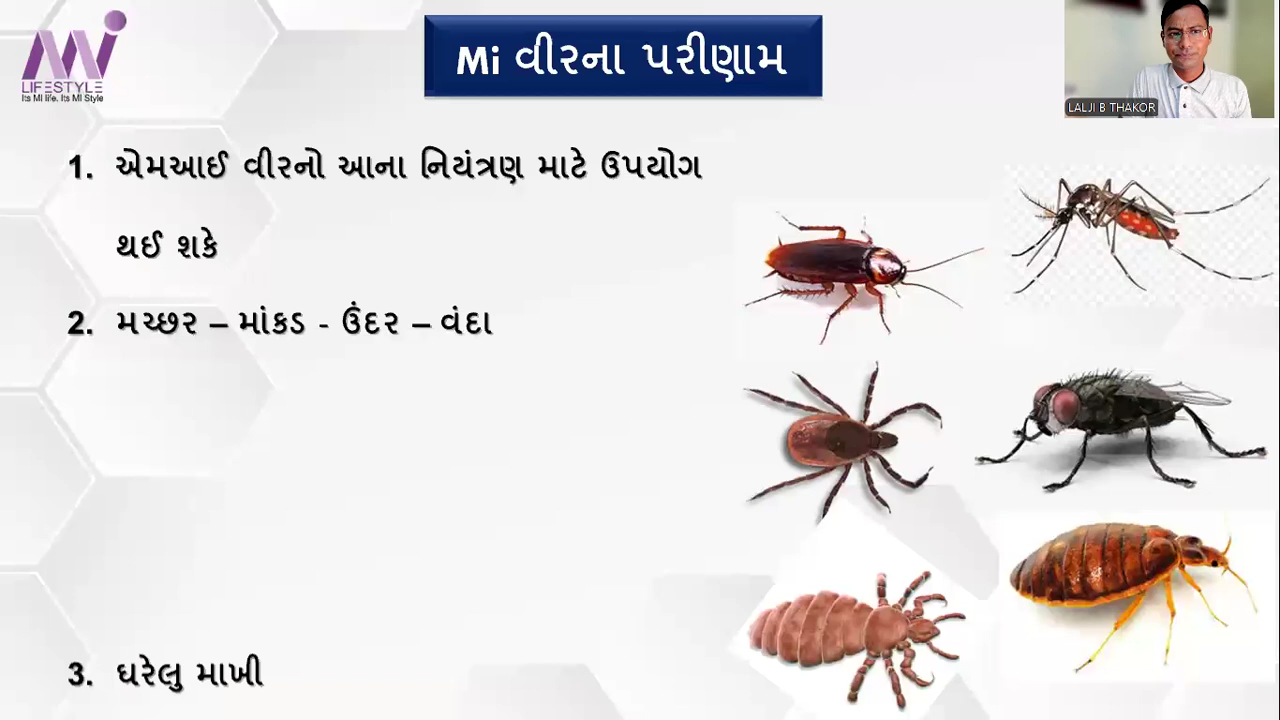 Mi
LIFESTYLE
Its MI life. Its MI Style
Mi વીરના પરીણામ
LALJI B THAKOR
1. એમઆઈ વીરનો આના નિયંત્રણ માટે ઉપયોગ
થઈ શકે
2. મચ્છર – માંકડ - ઉંદર – વંદા
3. ઘરેલુ માખી